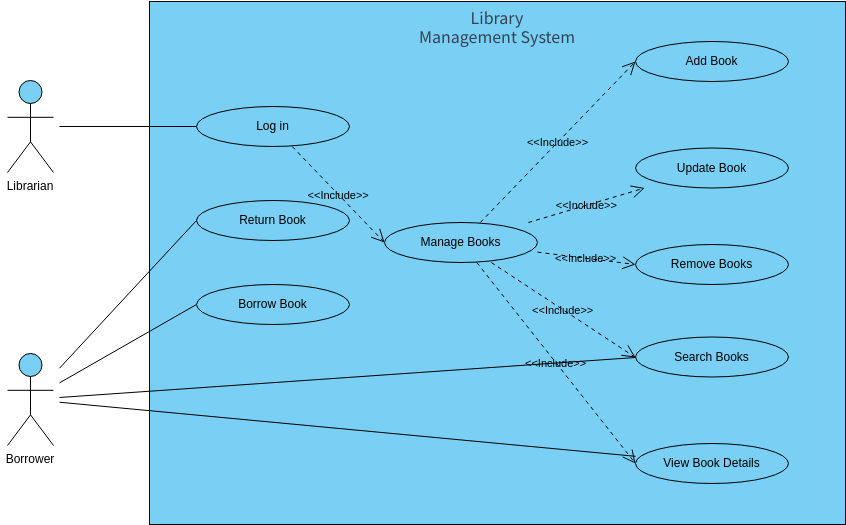 Library
Management System
Add Book
Log in
<<Include>>
Update Book
Librarian
<<Include>>
<<Include>>
Return Book
Manage Books
<<Include>>
Remove Books
Borrow Book
<<Include>>
Search Books
<<Include>>
Borrower
View Book Details